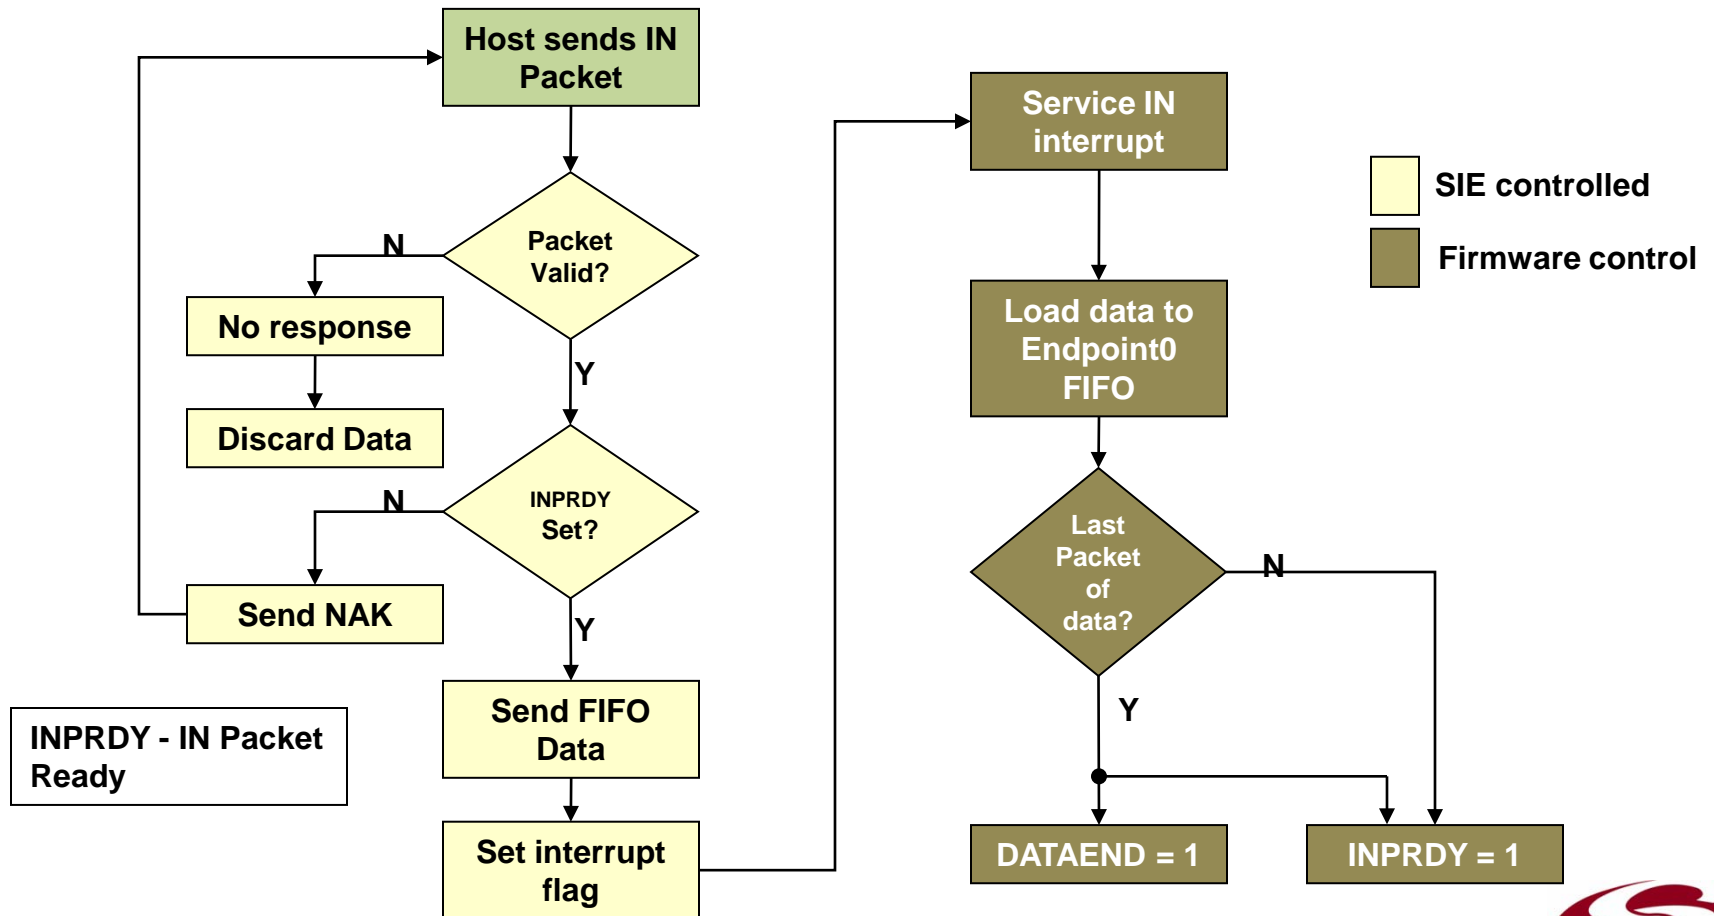 Host sends IN
Packet
Packet
Valid?
N
No response
Discard Data
Y
INPRDY
Set?
N
Send NAK
Y
Send FIFO
Data
Set interrupt
flag
INPRDY - IN Packet
Ready
Service IN
interrupt
Load data to
Endpoint0
FIFO
Last
Packet
of
data?
N
Y
DATAEND = 1
INPRDY = 1
SIE controlled
Firmware control